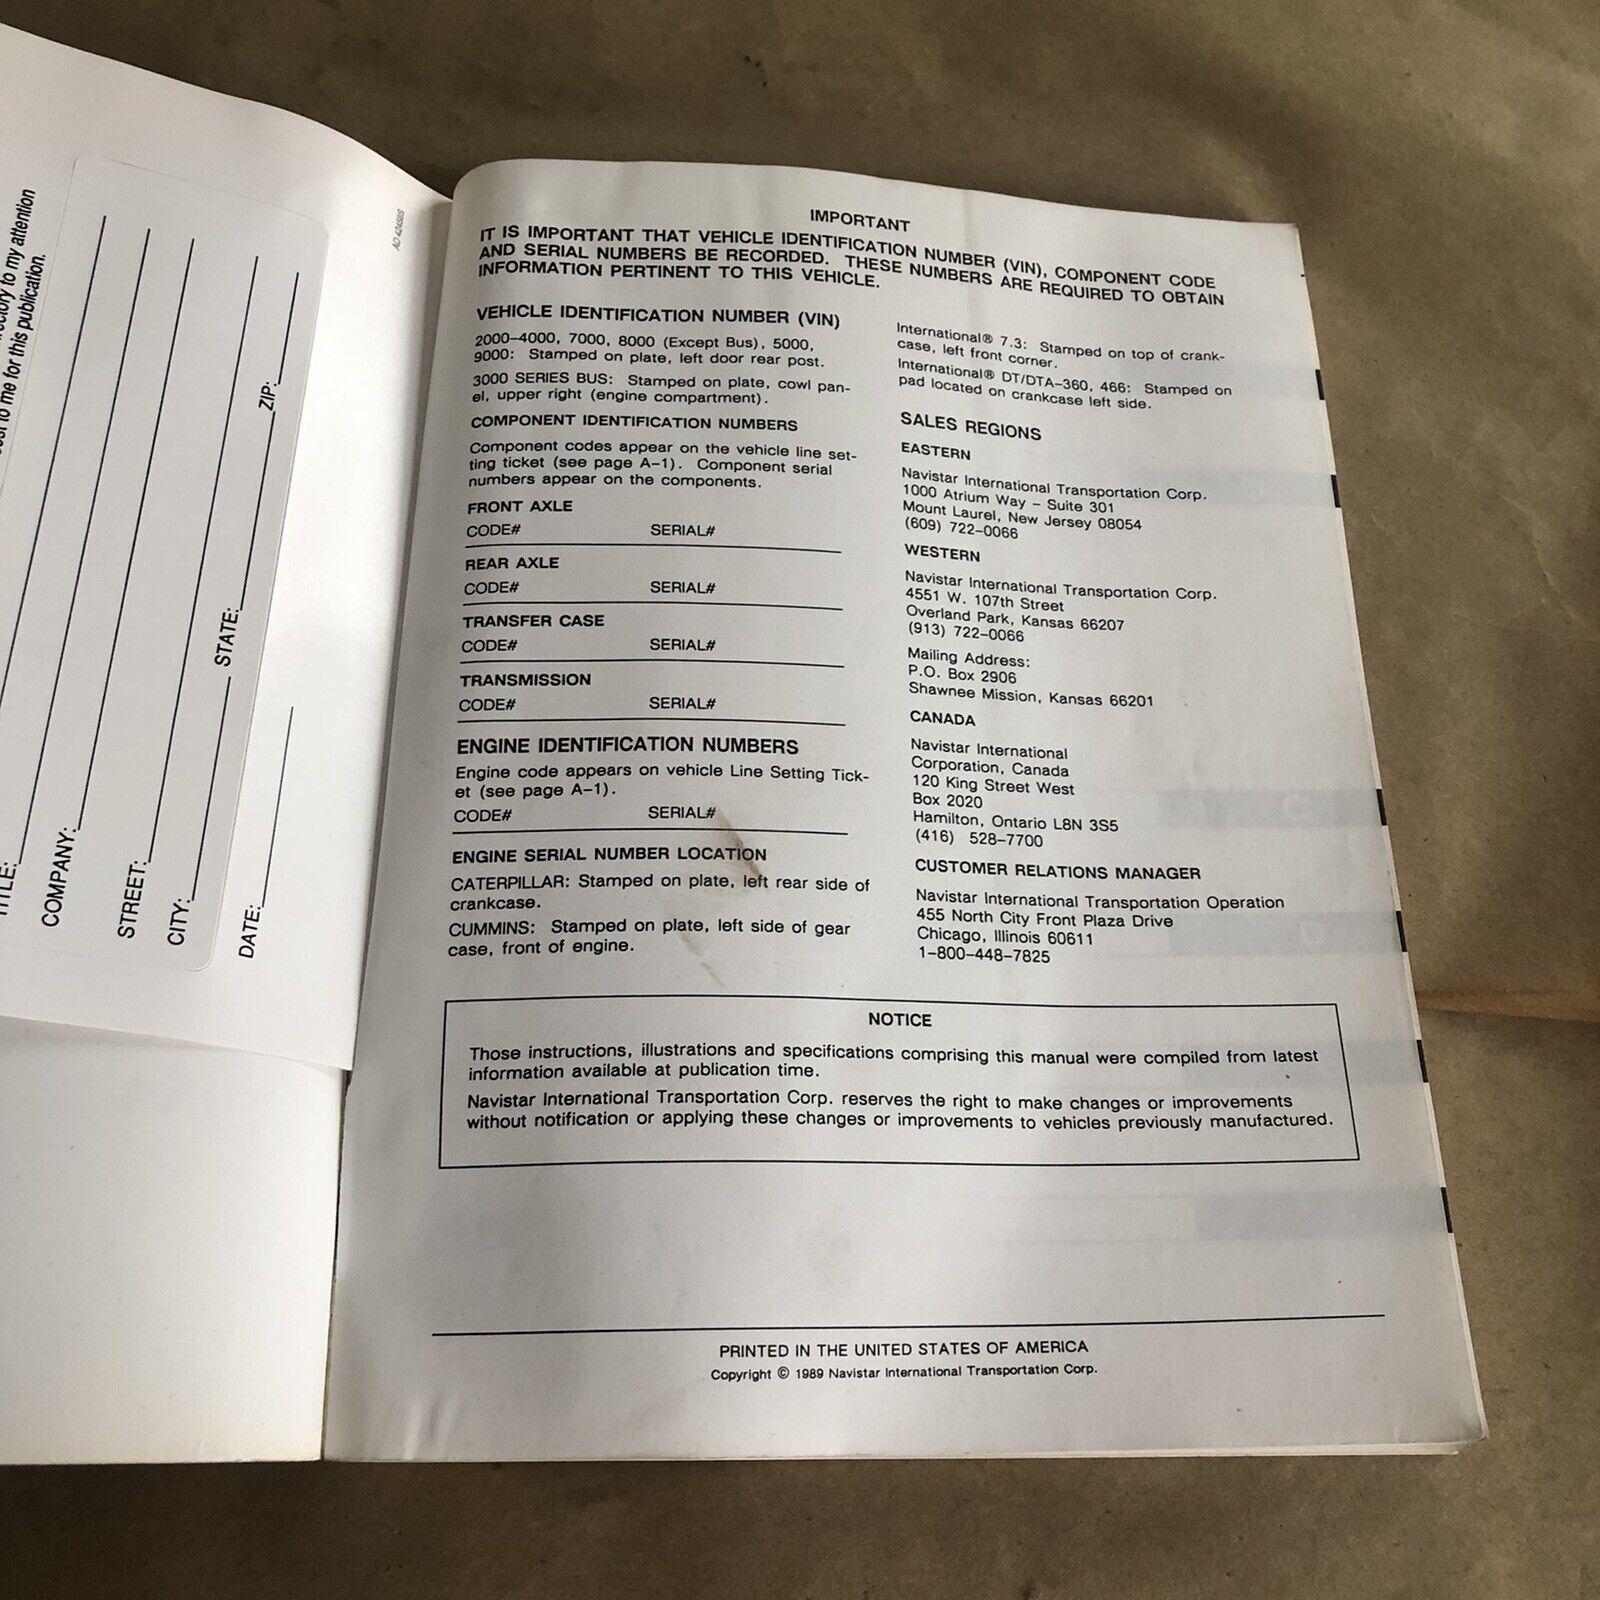 directory to my attention
cost to me for this publication.
TITLE:
COMPANY:
STREET:
CITY: STATE: ZIP:
DATE:
IMPORTANT
IT IS IMPORTANT THAT VEHICLE IDENTIFICATION NUMBER (VIN), COMPONENT CODE
AND SERIAL NUMBERS BE RECORDED. THESE NUMBERS ARE REQUIRED TO OBTAIN
INFORMATION PERTINENT TO THIS VEHICLE.
VEHICLE IDENTIFICATION NUMBER (VIN)
2000-4000, 7000, 8000 (Except Bus), 5000,
9000: Stamped on plate, left door rear post.
3000 SERIES BUS: Stamped on plate, cowl pan-
el, upper right (engine compartment).
COMPONENT IDENTIFICATION NUMBERS
Component codes appear on the vehicle line set-
ting ticket (see page A-1). Component serial
numbers appear on the components.
FRONT AXLE
CODE# SERIAL#
REAR AXLE
CODE# SERIAL#
TRANSFER CASE
CODE# SERIAL#
TRANSMISSION
CODE# SERIAL#
ENGINE IDENTIFICATION NUMBERS
Engine code appears on vehicle Line Setting Tick-
et (see page A-1).
CODE# SERIAL#
ENGINE SERIAL NUMBER LOCATION
CATERPILLAR: Stamped on plate, left rear side of
crankcase.
CUMMINS: Stamped on plate, left side of gear
case, front of engine.
International® 7.3: Stamped on top of crank-
case, left front corner.
International® DT/DTA-360, 466: Stamped on
pad located on crankcase left side.
SALES REGIONS
EASTERN
Navistar International Transportation Corp.
1000 Atrium Way - Suite 301
Mount Laurel, New Jersey 08054
(609) 722-0066
WESTERN
Navistar International Transportation Corp.
4551 W. 107th Street
Overland Park, Kansas 66207
(913) 722-0066
Mailing Address:
P.O. Box 2906
Shawnee Mission, Kansas 66201
CANADA
Navistar International
Corporation, Canada
120 King Street West
Box 2020
Hamilton, Ontario L8N 3S5
(416) 528-7700
CUSTOMER RELATIONS MANAGER
Navistar International Transportation Operation
455 North City Front Plaza Drive
Chicago, Illinois 60611
1-800-448-7825
NOTICE
Those instructions, illustrations and specifications comprising this manual were compiled from latest
information available at publication time.
Navistar International Transportation Corp. reserves the right to make changes or improvements
without notification or applying these changes or improvements to vehicles previously manufactured.
PRINTED IN THE UNITED STATES OF AMERICA
Copyright © 1989 Navistar International Transportation Corp.